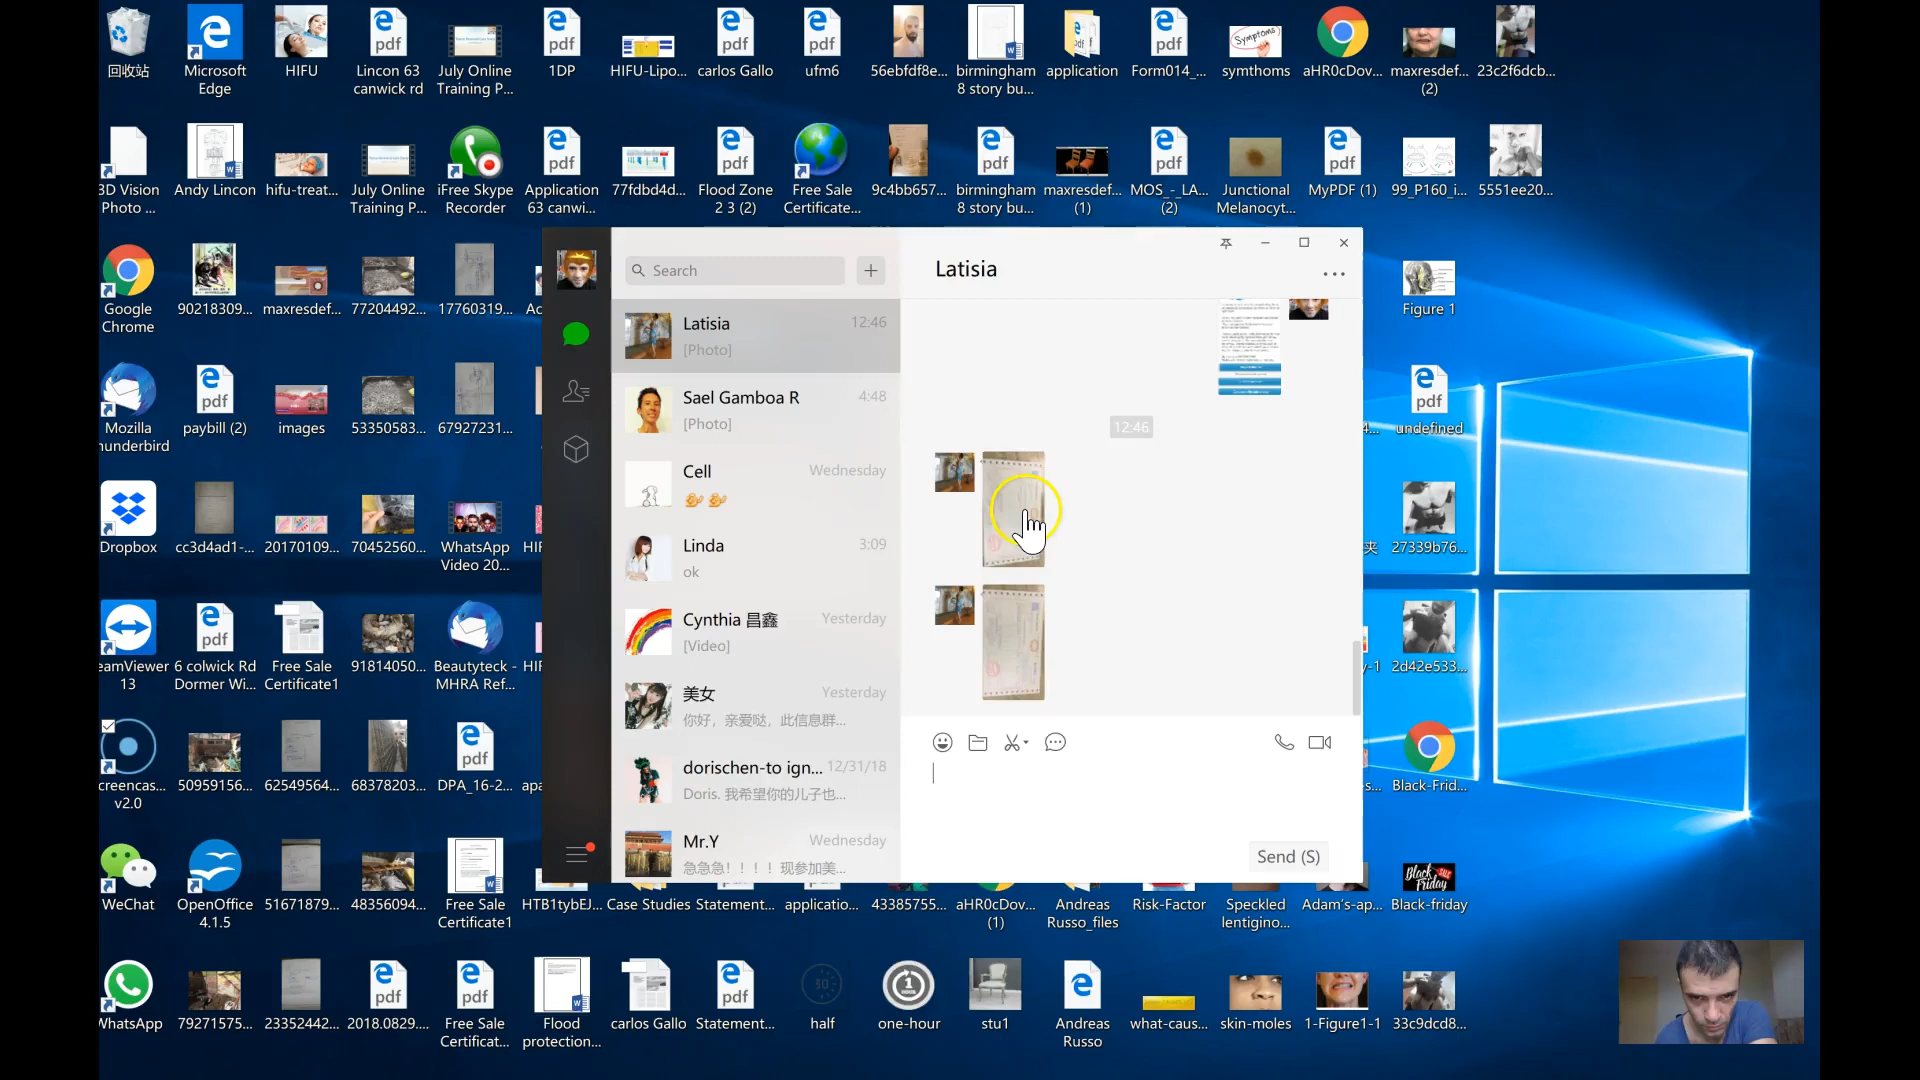 回收站
Microsoft
Edge
HIFU
Lincon 63
canwick rd
July Online
Training P...
1DP
HIFU-Lipo...
carlos Gallo
ufm6
56ebfdf8e...
birmingham
8 story bu...
application
Form014_...
symthoms
aHR0cDov...
maxresdef...
(2)
23c2f6dcb...
Symptoms
3D Vision
Photo ...
Andy Lincon
hifu-treat...
July Online
Training P...
iFree Skype
Recorder
Application
63 canwi...
77fdbd4d...
Flood Zone
2 3 (2)
Free Sale
Certificate...
9c4bb657...
birmingham
8 story bu...
maxresdef...
(1)
MOS_-_LA...
(2)
Junctional
Melanocyt...
MyPDF (1)
99_P160_i...
5551ee20...
Google
Chrome
90218309...
maxresdef...
77204492...
17760319...
Figure 1
Mozilla
hunderbird
paybill (2)
images
53350583...
67927231...
undefined
Dropbox
cc3d4ad1-...
20170109...
70452560...
WhatsApp
Video 20...
27339b76...
eamViewer
13
6 colwick Rd
Dormer Wi...
Free Sale
Certificate1
91814050...
Beautyteck -
MHRA Ref...
2d42e533...
creencas...
v2.0
50959156...
62549564...
68378203...
DPA_16-2...
Black-Frid...
WeChat
OpenOffice
4.1.5
51671879...
48356094...
Free Sale
Certificate1
HTB1tybEJ...
Case Studies
Statement...
applicatio...
43385755...
aHR0cDov...
(1)
Andreas
Russo_files
Risk-Factor
Speckled
lentigino...
Adam's-ap...
Black-friday
WhatsApp
79271575...
23352442...
2018.0829....
Free Sale
Certificat...
Flood
protection...
carlos Gallo
Statement...
half
one-hour
stu1
Andreas
Russo
what-caus...
skin-moles
1-Figure1-1
33c9dcd8...
Search
Latisia
12:46
[Photo]
Sael Gamboa R
4:48
[Photo]
Cell
Wednesday
Linda
3:09
ok
Cynthia 昌鑫
Yesterday
[Video]
美女
Yesterday
你好，亲爱哒，此信息群...
dorischen-to ign...
12/31/18
Doris. 我希望你的儿子也...
Mr.Y
Wednesday
急急急！！！！现参加美...
Latisia
12:46
Send (S)